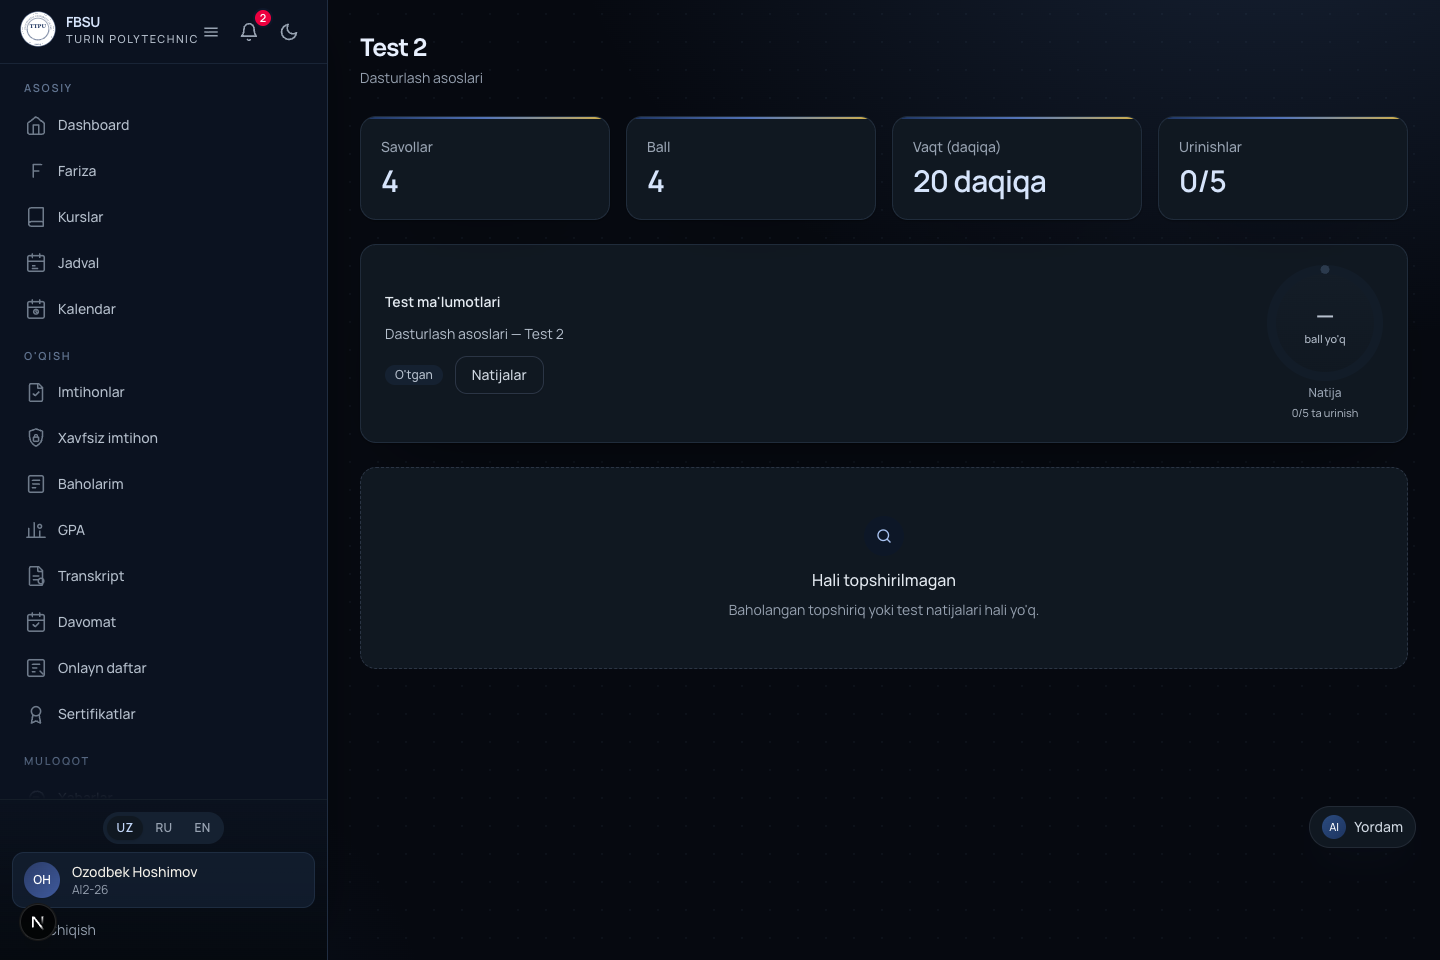 TTPU
FBSU
TURIN POLYTECHNIC
2
ASOSIY
Dashboard
F Fariza
Kurslar
Jadval
Kalendar
O'QISH
Imtihonlar
Xavfsiz imtihon
Baholarim
GPA
Transkript
Davomat
Onlayn daftar
Sertifikatlar
MULOQOT
UZ RU EN
OH
Ozodbek Hoshimov
AI2-26
N
hiqish
Test 2
Dasturlash asoslari
Savollar
4
Ball
4
Vaqt (daqiqa)
20 daqiqa
Urinishlar
0/5
Test ma'lumotlari
Dasturlash asoslari — Test 2
O'tgan
Natijalar
—
ball yo'q
Natija
0/5 ta urinish
Hali topshirilmagan
Baholangan topshiriq yoki test natijalari hali yo'q.
AI Yordam